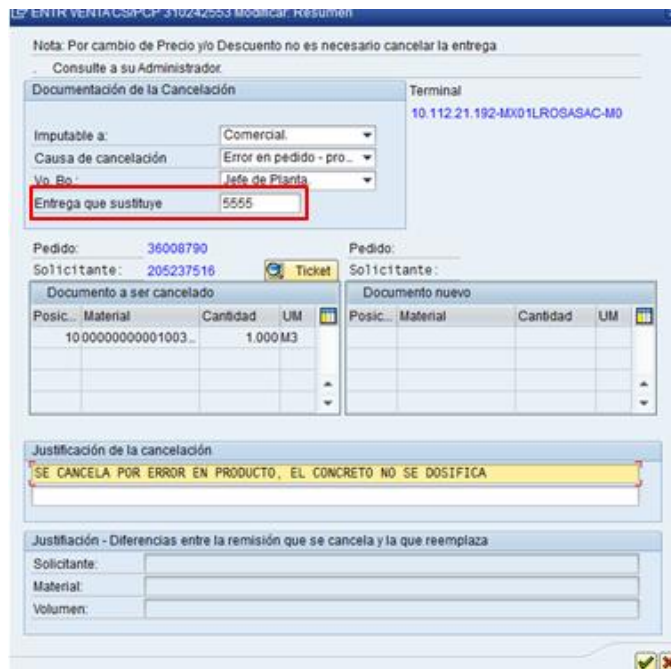 ENTR VENTA CS/PCP 310242553 Modificar: Resumen
Nota: Por cambio de Precio y/o Descuento no es necesario cancelar la entrega
. Consulte a su Administrador.
Documentación de la Cancelación
Terminal
10.112.21.192-MX01LROSASAC-M0
Imputable a: Comercial.
Causa de cancelación Error en pedido - pro...
Vo. Bo.: Jefe de Planta.
Entrega que sustituye 5555
Pedido: 36008790 Pedido:
Solicitante: 205237516 Ticket Solicitante:
Documento a ser cancelado Documento nuevo
Posic... Material Cantidad UM Posic... Material Cantidad UM
10 00000000001003... 1.000 M3
Justificación de la cancelación
SE CANCELA POR ERROR EN PRODUCTO, EL CONCRETO NO SE DOSIFICA
Justifiación - Diferencias entre la remisión que se cancela y la que reemplaza
Solicitante:
Material:
Volumen: